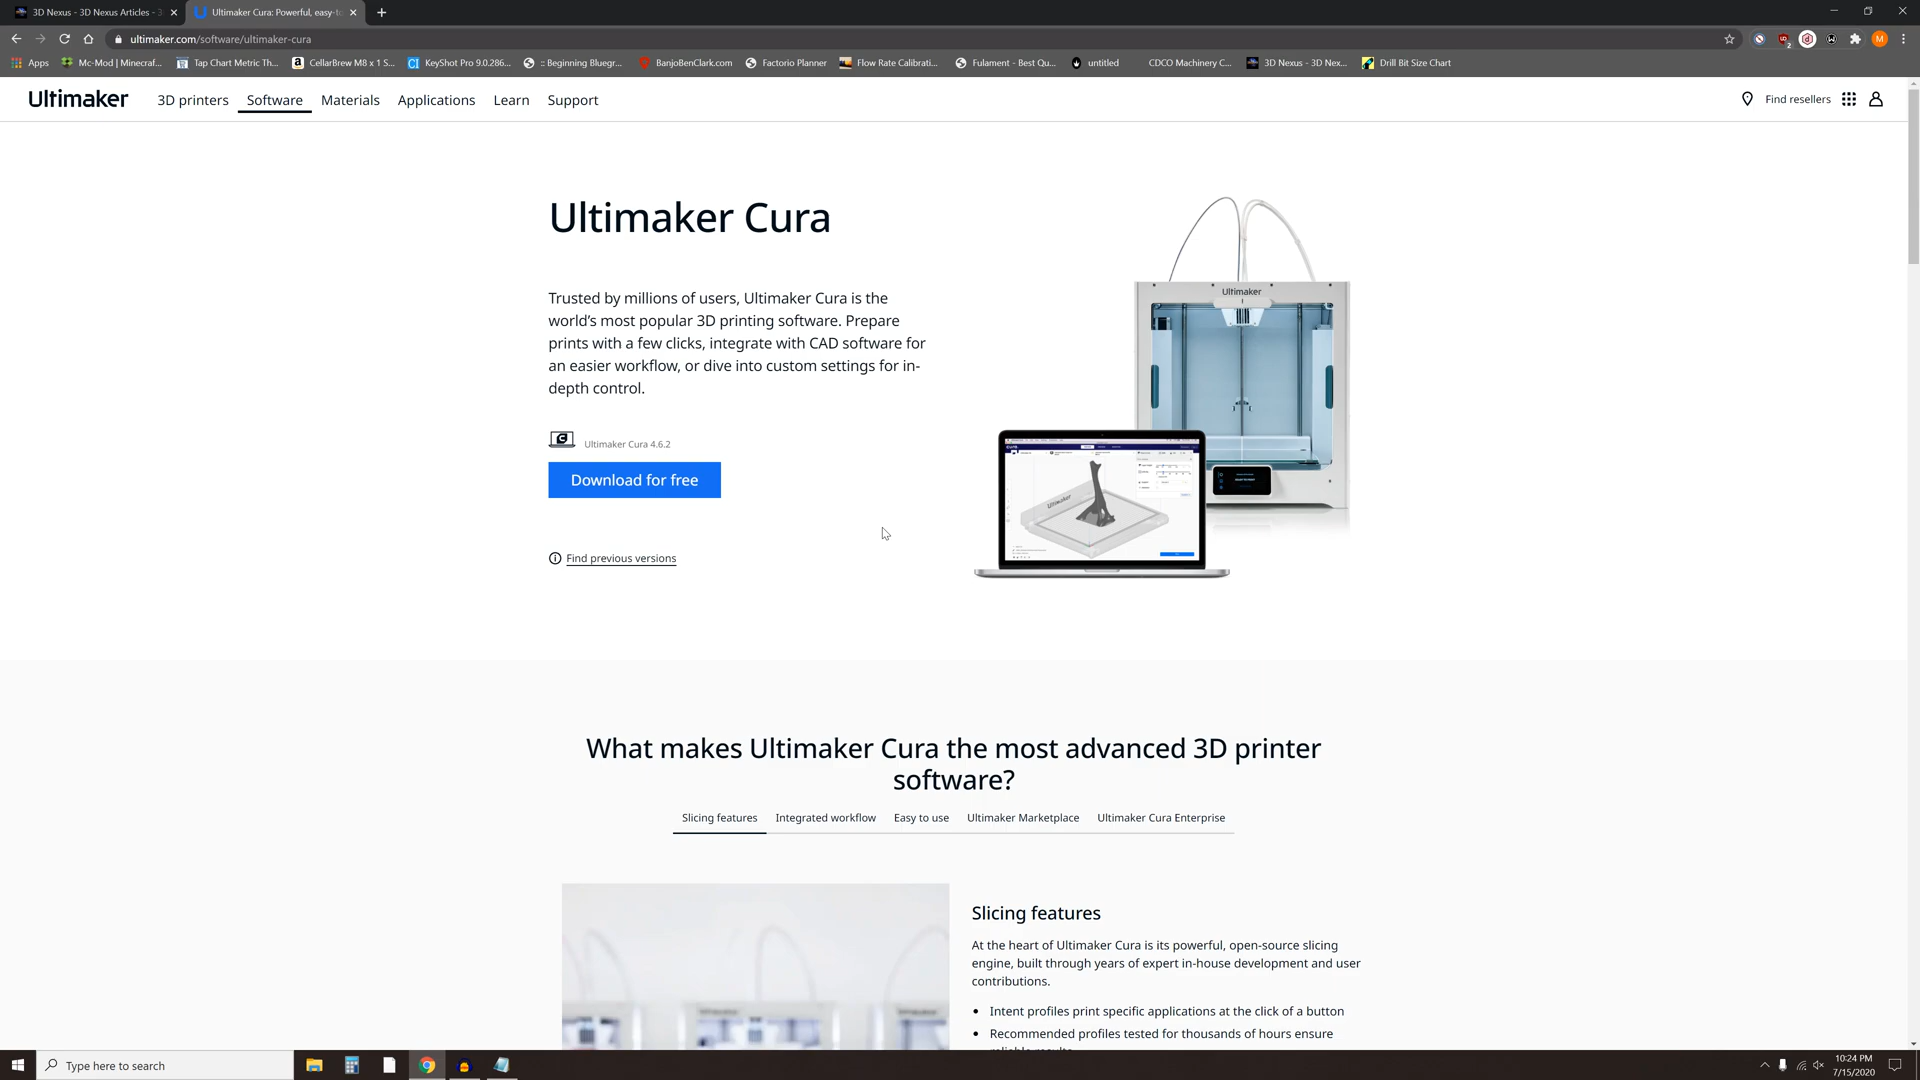 3D Nexus - 3D Nexus Articles - 3
Ultimaker Cura: Powerful, easy-to
ultimaker.com/software/ultimaker-cura
Apps
Mc-Mod | Minecraf...
Tap Chart Metric Th...
CellarBrew M8 x 1 S...
KeyShot Pro 9.0.286...
:: Beginning Bluegr...
BanjoBenClark.com
Factorio Planner
Flow Rate Calibrati...
Fulament - Best Qu...
untitled
CDCO Machinery C...
3D Nexus - 3D Nex...
Drill Bit Size Chart
Ultimaker
3D printers
Software
Materials
Applications
Learn
Support
Find resellers
Ultimaker Cura
Trusted by millions of users, Ultimaker Cura is the
world's most popular 3D printing software. Prepare
prints with a few clicks, integrate with CAD software for
an easier workflow, or dive into custom settings for in-
depth control.
Ultimaker Cura 4.6.2
Download for free
Find previous versions
Ultimaker
Ultimaker
What makes Ultimaker Cura the most advanced 3D printer
software?
Slicing features
Integrated workflow
Easy to use
Ultimaker Marketplace
Ultimaker Cura Enterprise
Slicing features
At the heart of Ultimaker Cura is its powerful, open-source slicing
engine, built through years of expert in-house development and user
contributions.
• Intent profiles print specific applications at the click of a button
• Recommended profiles tested for thousands of hours ensure
reliable results
Type here to search
10:24 PM
7/15/2020